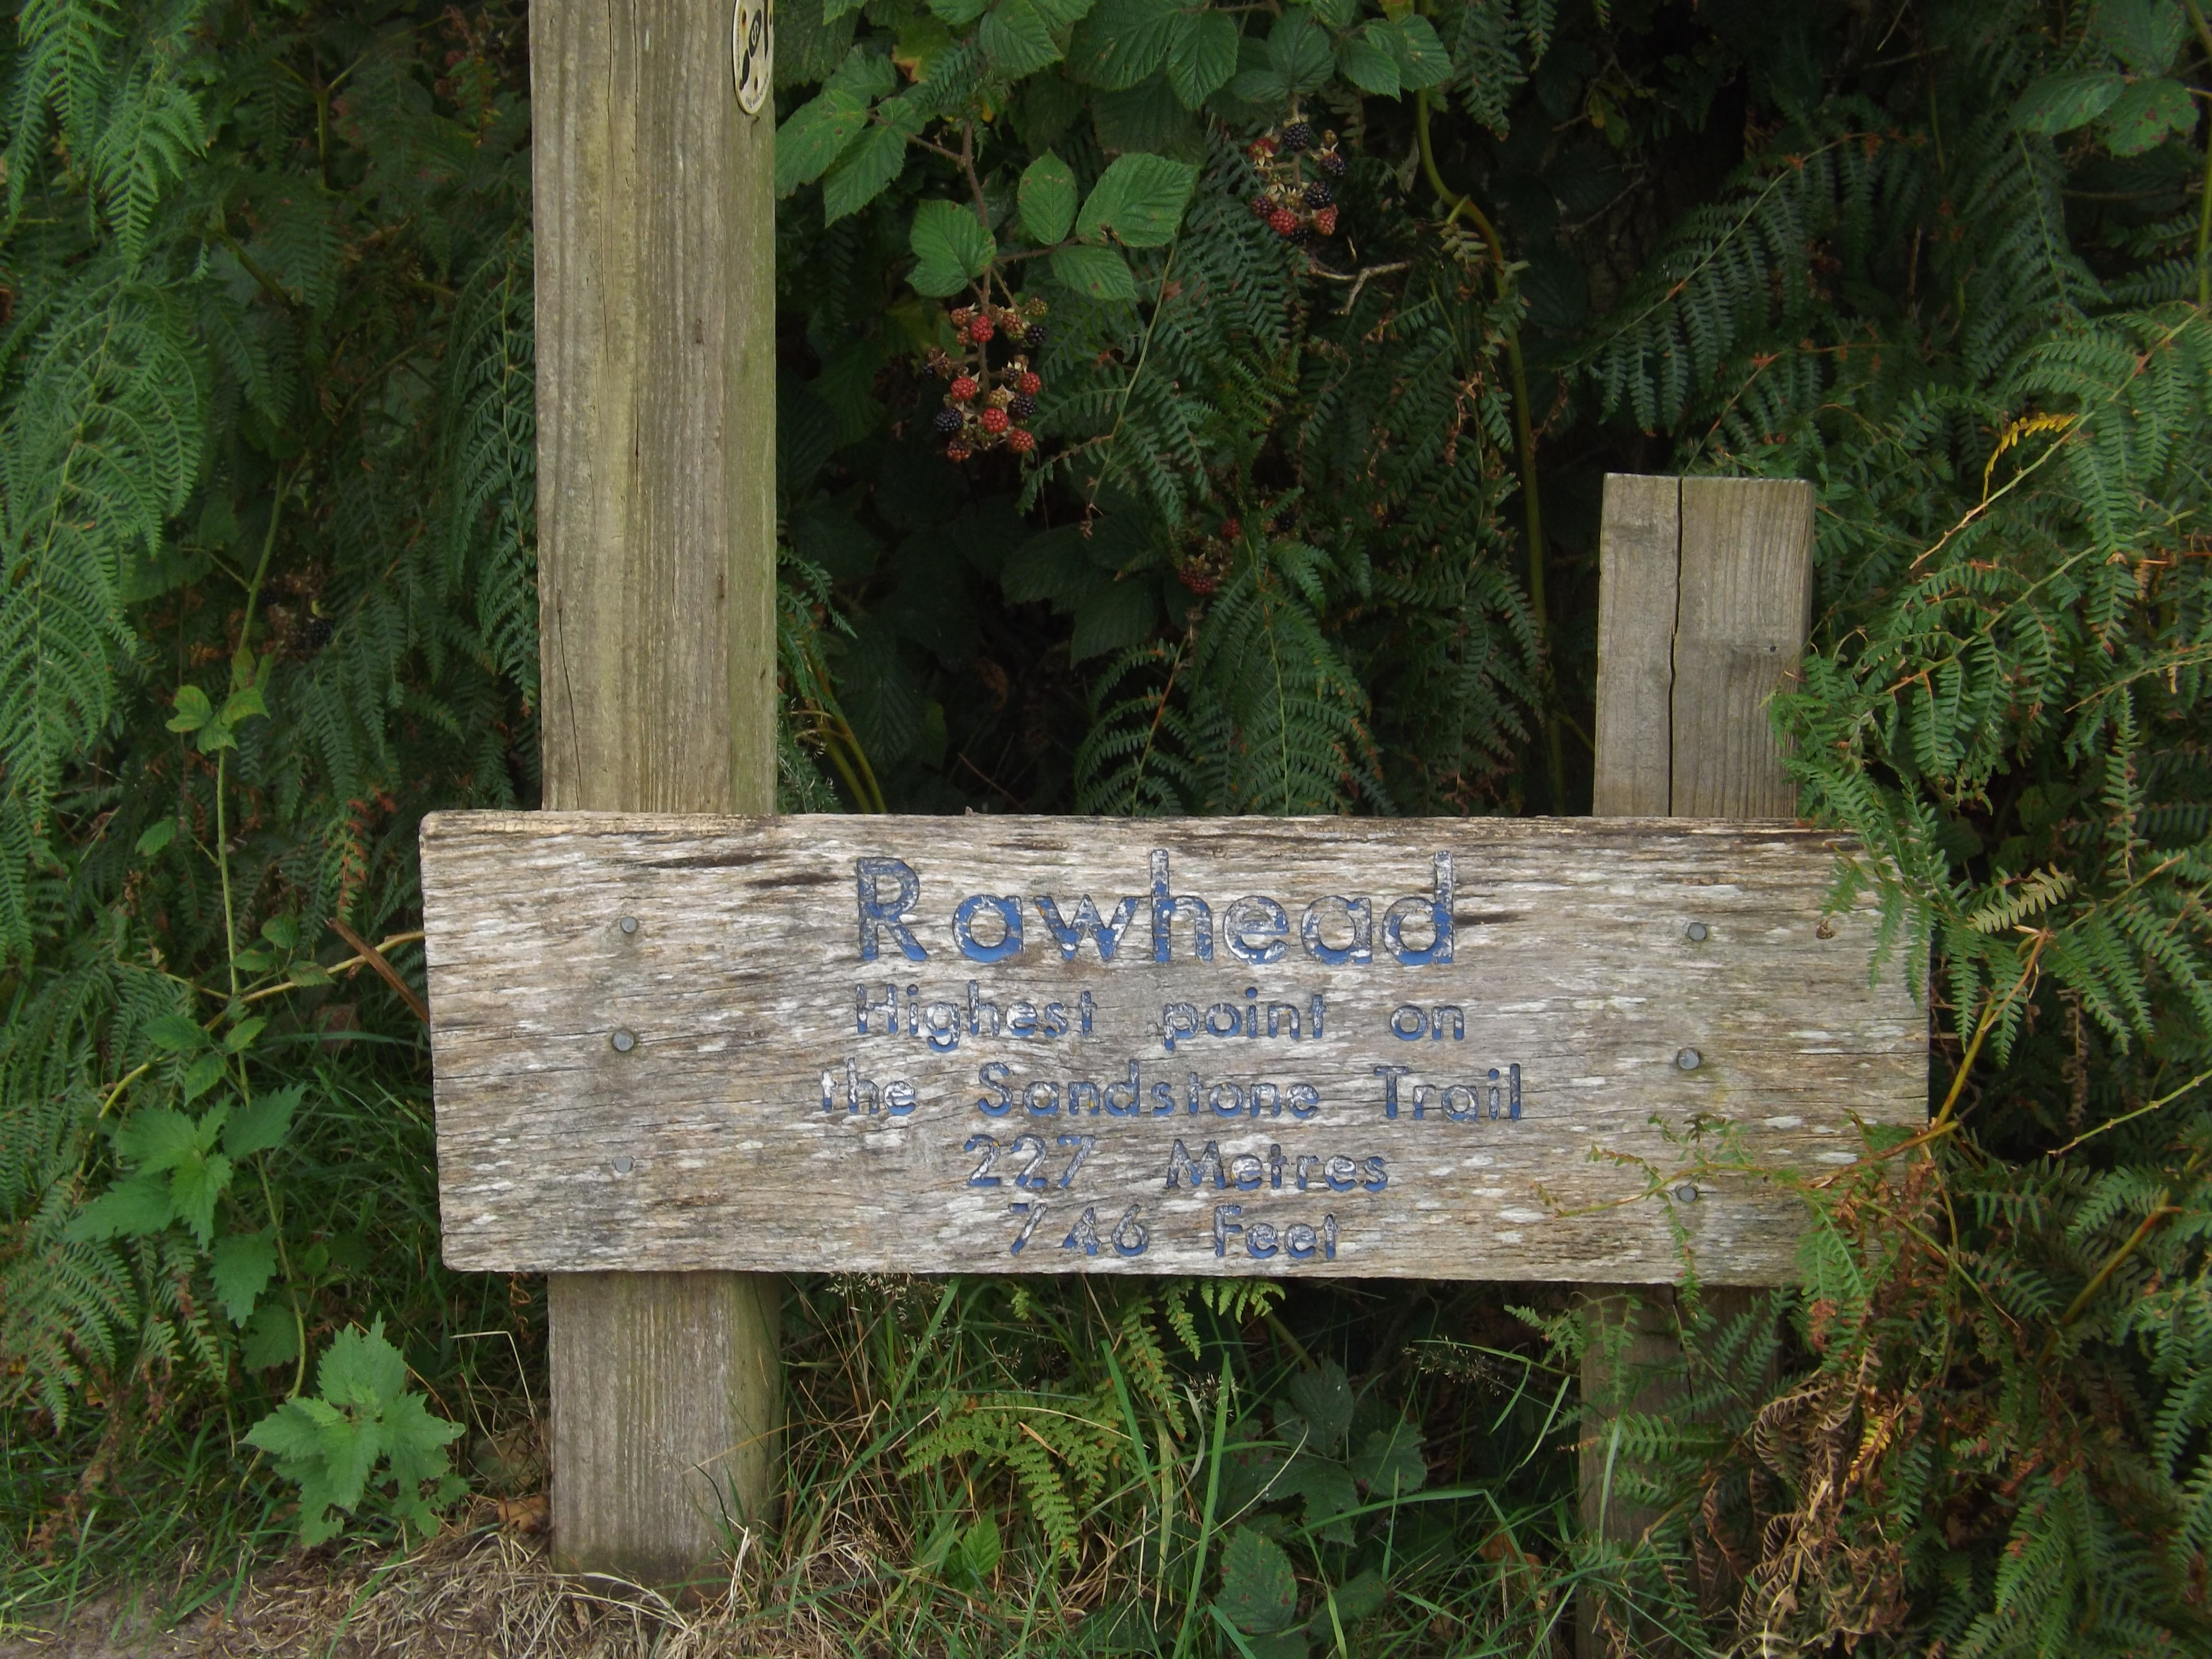 Rawhead
Highest point on
the Sandstone Trail
227 Metres
746 Feet